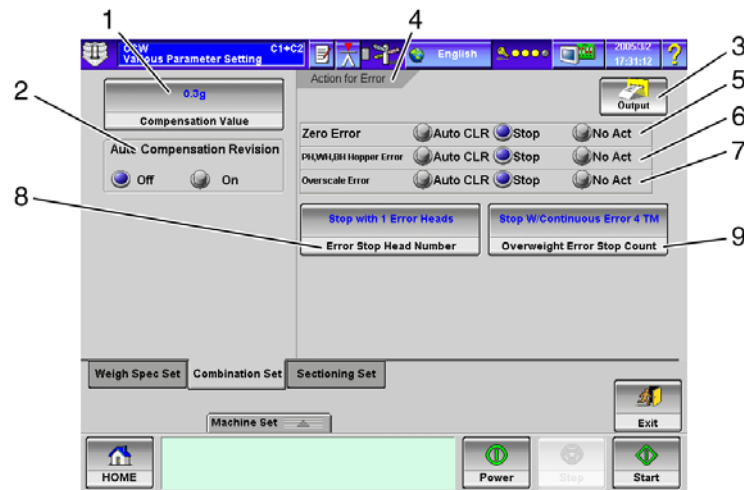 1
4
CCW C1+C2
Various Parameter Setting
English
2005/3/2
17:31:12
?
3
2
0.3g
Compensation Value
Action for Error
Output
5
Auto Compensation Revision
Off On
Zero Error Auto CLR Stop No Act
6
PH,WH,BH Hopper Error Auto CLR Stop No Act
7
Overscale Error Auto CLR Stop No Act
8
Stop with 1 Error Heads
Error Stop Head Number
Stop W/Continuous Error 4 TM
Overweight Error Stop Count
9
Weigh Spec Set Combination Set Sectioning Set
Machine Set
Exit
HOME
Power
Stop
Start